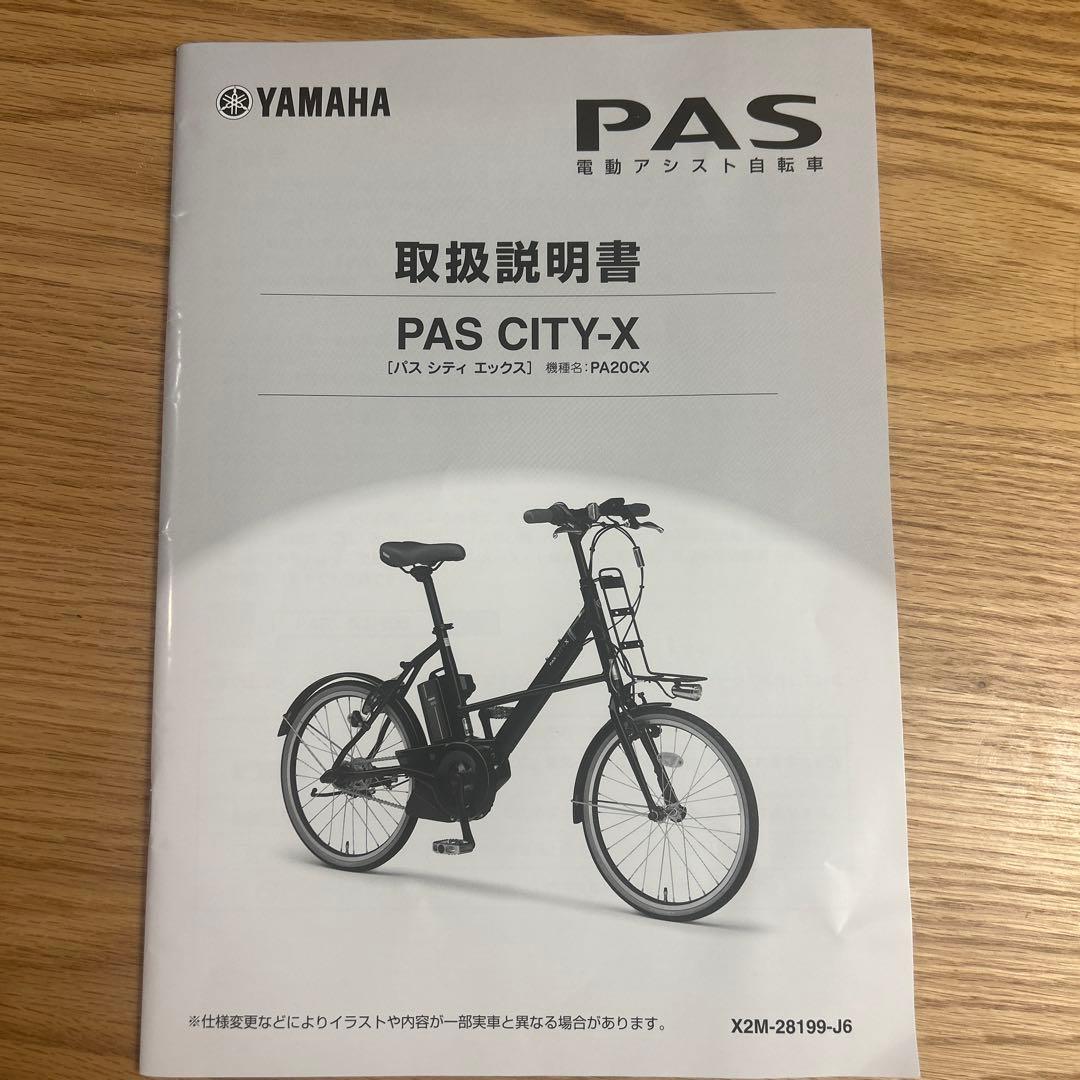 YAMAHA
PAS
電動アシスト自転車
取扱説明書
PAS CITY-X
[パス シティ エックス] 機種名:PA20CX
PAS CITY-X
※仕様変更などによりイラストや内容が一部実車と異なる場合があります。
X2M-28199-J6